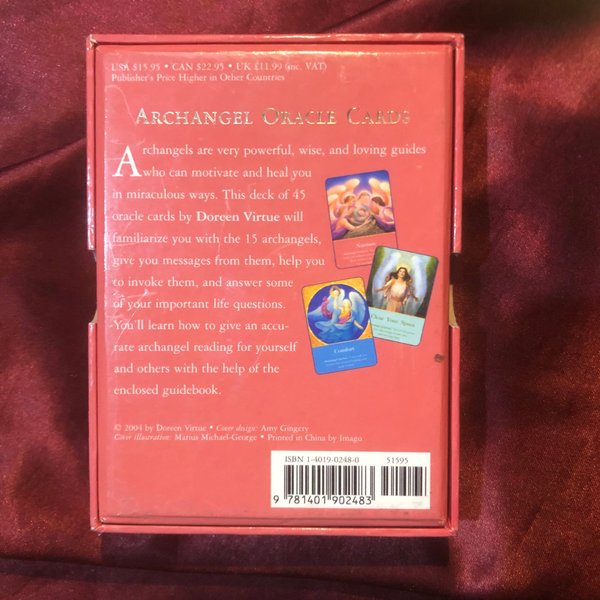 USA $15.95 • CAN $22.95 • UK £11.99 (inc. VAT)
Publisher's Price Higher in Other Countries
ARCHANGEL ORACLE CARDS
Archangels are very powerful, wise, and loving guides
who can motivate and heal you
in miraculous ways. This deck of 45
oracle cards by Doreen Virtue will
familiarize you with the 15 archangels,
give you messages from them, help you
to invoke them, and answer some
of your important life questions.
You'll learn how to give an accu-
rate archangel reading for yourself
and others with the help of the
enclosed guidebook.
Clear Your Space
Comfort
© 2004 by Doreen Virtue • Cover design: Amy Gingery
Cover illustration: Marius Michael-George • Printed in China by Imago
ISBN 1-4019-0248-0 51595
9 781401 902483